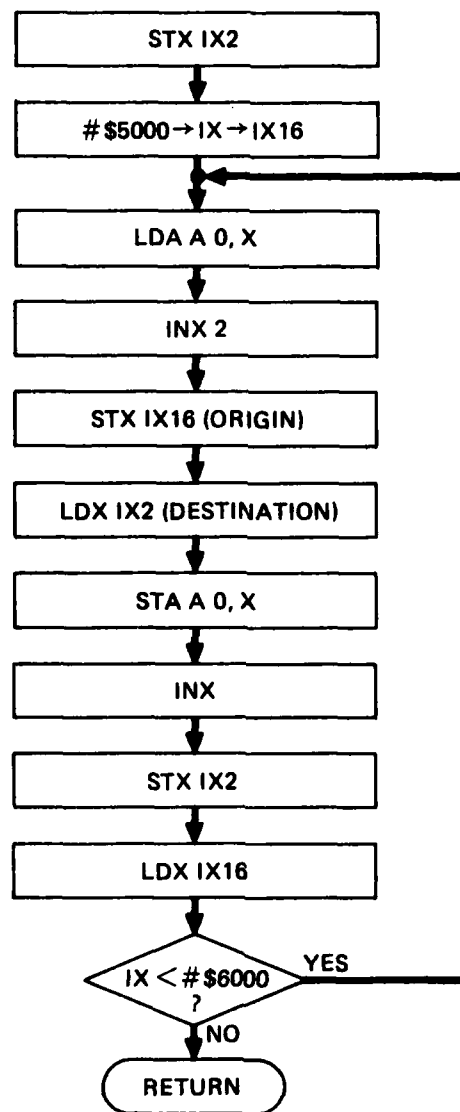 STX IX2
#$5000→IX→IX16
LDA A 0, X
INX 2
STX IX16 (ORIGIN)
LDX IX2 (DESTINATION)
STA A 0, X
INX
STX IX2
LDX IX16
IX < #$6000
?
YES
NO
RETURN